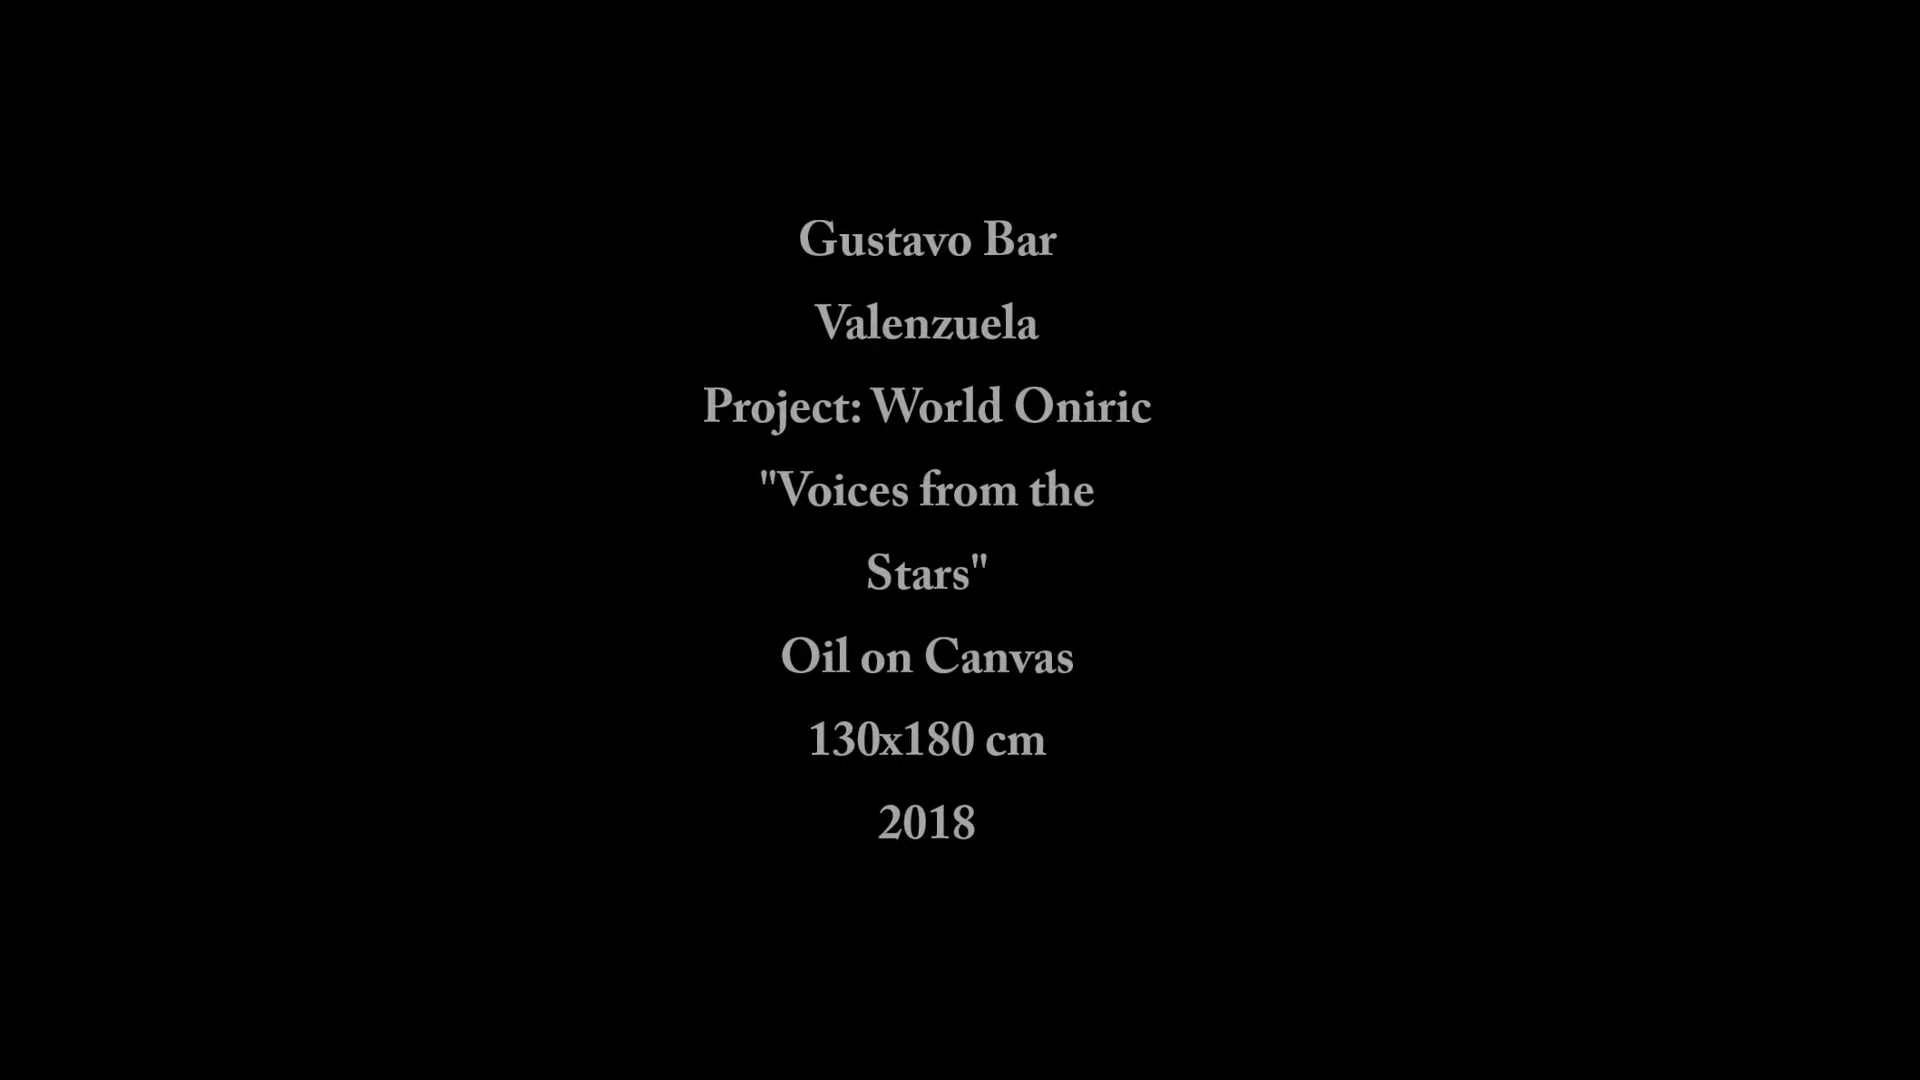 Gustavo Bar
Valenzuela
Project: World Oniric
"Voices from the
Stars"
Oil on Canvas
130x180 cm
2018